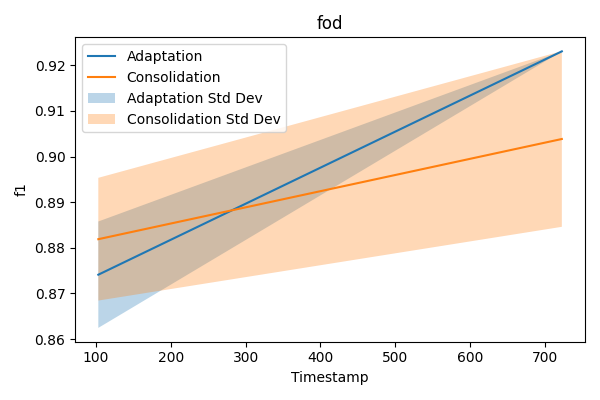 fod
Adaptation
Consolidation
Adaptation Std Dev
Consolidation Std Dev
0.92
0.91
0.90
0.89
0.88
0.87
0.86
f1
100 200 300 400 500 600 700
Timestamp